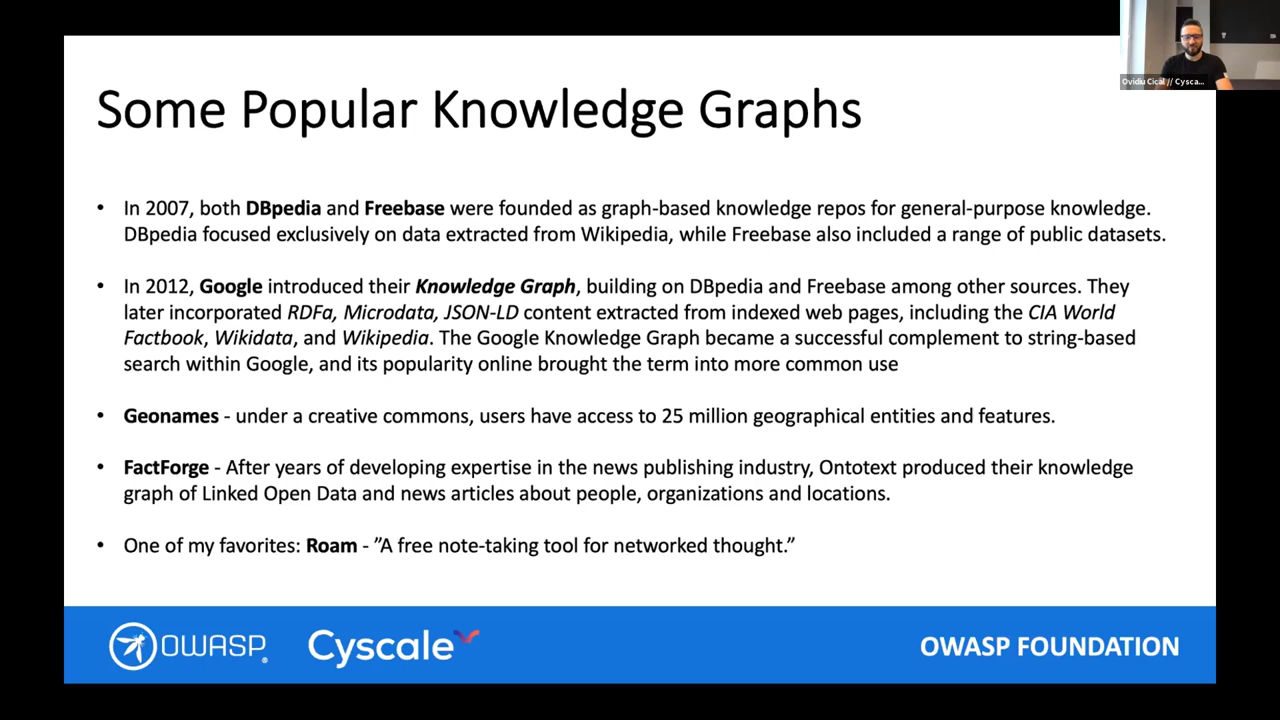 Ovidiu Cical // Cysca...
Some Popular Knowledge Graphs
• In 2007, both DBpedia and Freebase were founded as graph-based knowledge repos for general-purpose knowledge.
DBpedia focused exclusively on data extracted from Wikipedia, while Freebase also included a range of public datasets.
• In 2012, Google introduced their Knowledge Graph, building on DBpedia and Freebase among other sources. They
later incorporated RDFa, Microdata, JSON-LD content extracted from indexed web pages, including the CIA World
Factbook, Wikidata, and Wikipedia. The Google Knowledge Graph became a successful complement to string-based
search within Google, and its popularity online brought the term into more common use
• Geonames - under a creative commons, users have access to 25 million geographical entities and features.
• FactForge - After years of developing expertise in the news publishing industry, Ontotext produced their knowledge
graph of Linked Open Data and news articles about people, organizations and locations.
• One of my favorites: Roam - ”A free note-taking tool for networked thought.”
OWASP® Cyscale OWASP FOUNDATION